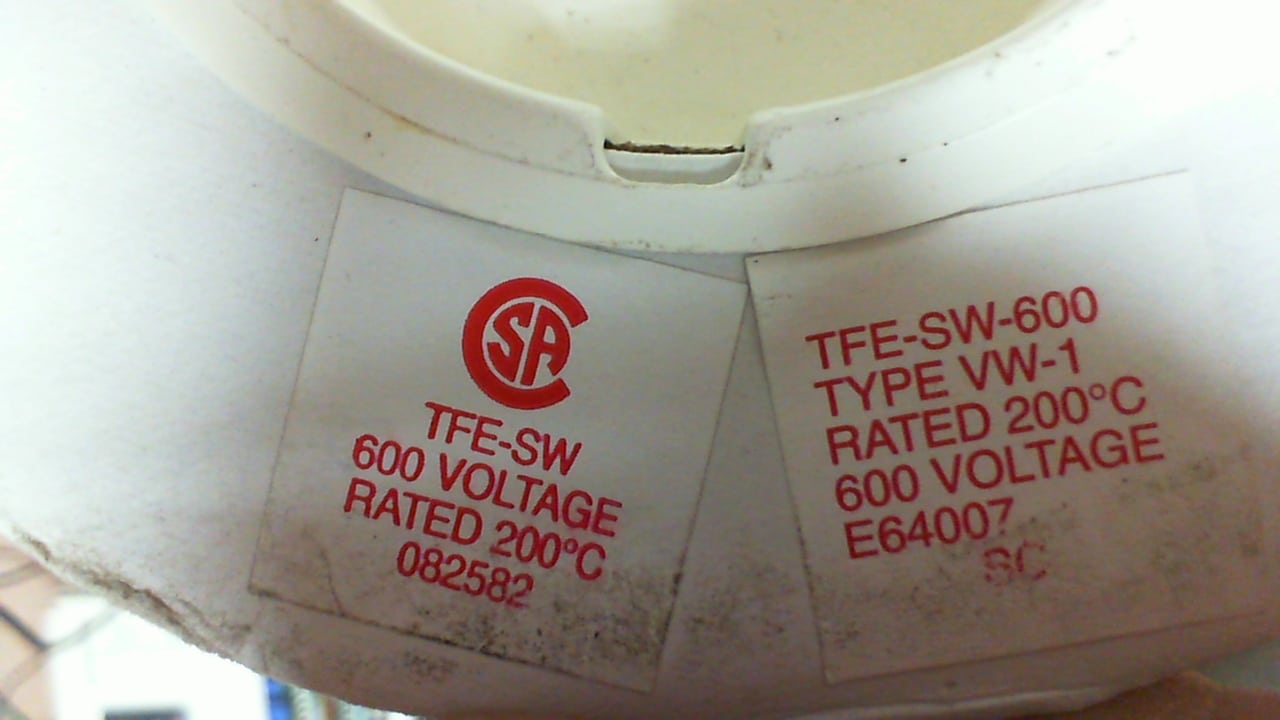 CSA
TFE-SW
600 VOLTAGE
RATED 200°C
082582
TFE-SW-600
TYPE VW-1
RATED 200°C
600 VOLTAGE
E64007
SC